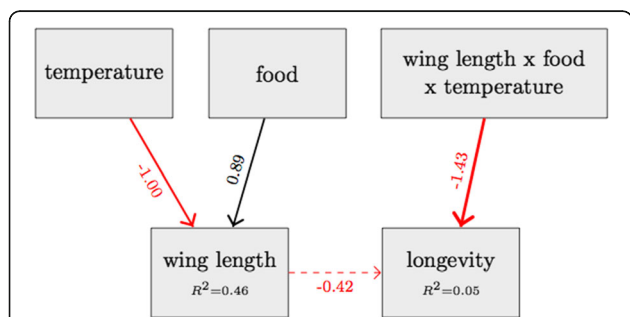 temperature
food
wing length x food
x temperature
-1.00
0.89
-1.43
wing length
R²=0.46
-0.42
longevity
R²=0.05